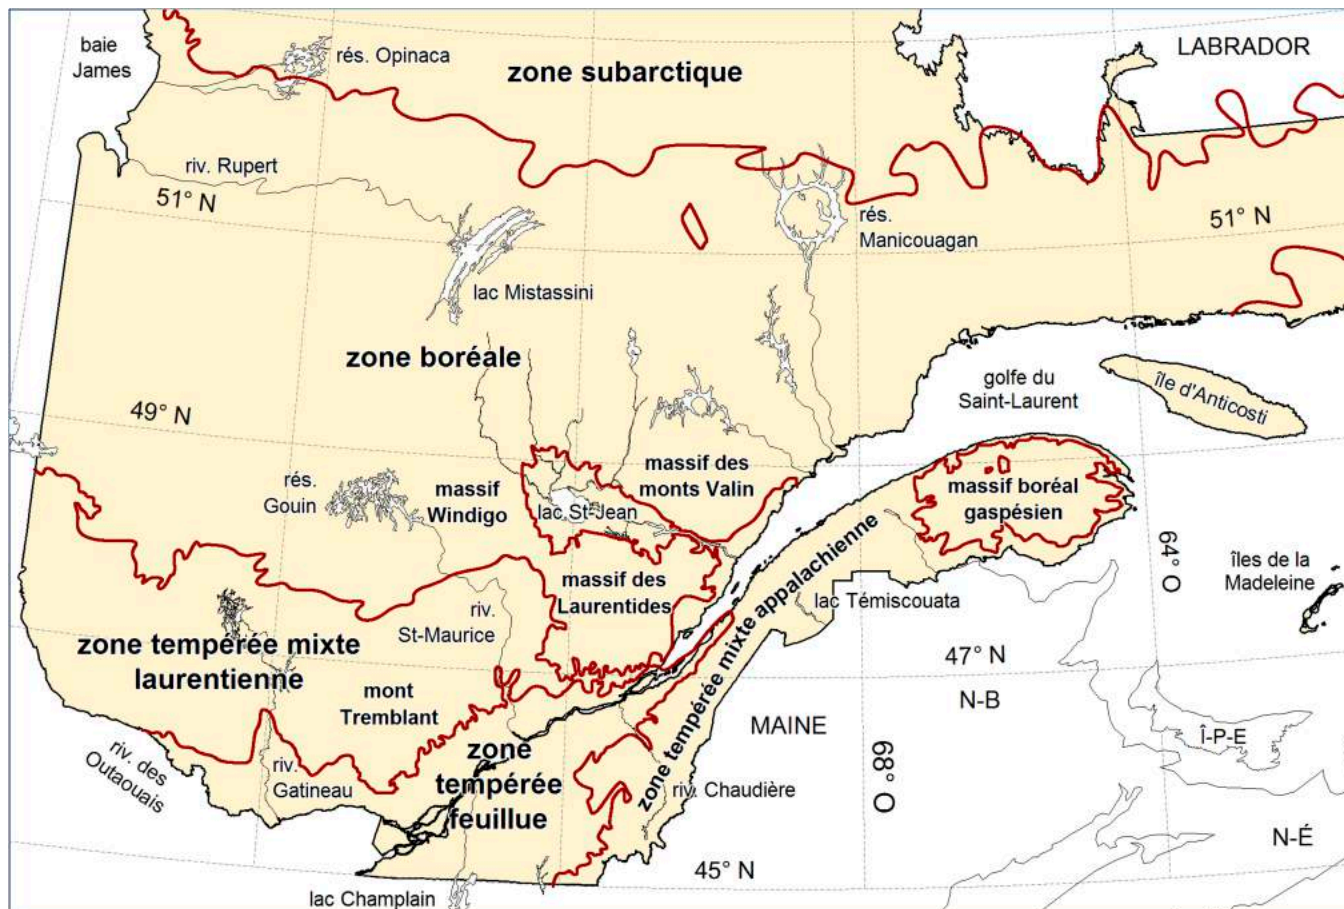 baie
James
rés. Opinaca
zone subarctique
LABRADOR
riv. Rupert
51° N
rés.
Manicouagan
51° N
lac Mistassini
zone boréale
golfe du
Saint-Laurent
île d'Anticosti
49° N
rés.
Gouin
massif
Windigo
massif des
monts Valin
lac St-Jean
massif boréal
gaspésien
64° O
îles de la
Madeleine
massif des
Laurentides
riv.
St-Maurice
lac Témiscouata
zone tempérée mixte
laurentienne
zone tempérée mixte appalachienne
47° N
N-B
mont
Tremblant
MAINE
Î-P-E
riv. des
Outaouais
riv.
Gatineau
zone
tempérée
feuillue
riv. Chaudière
68° O
N-É
45° N
lac Champlain